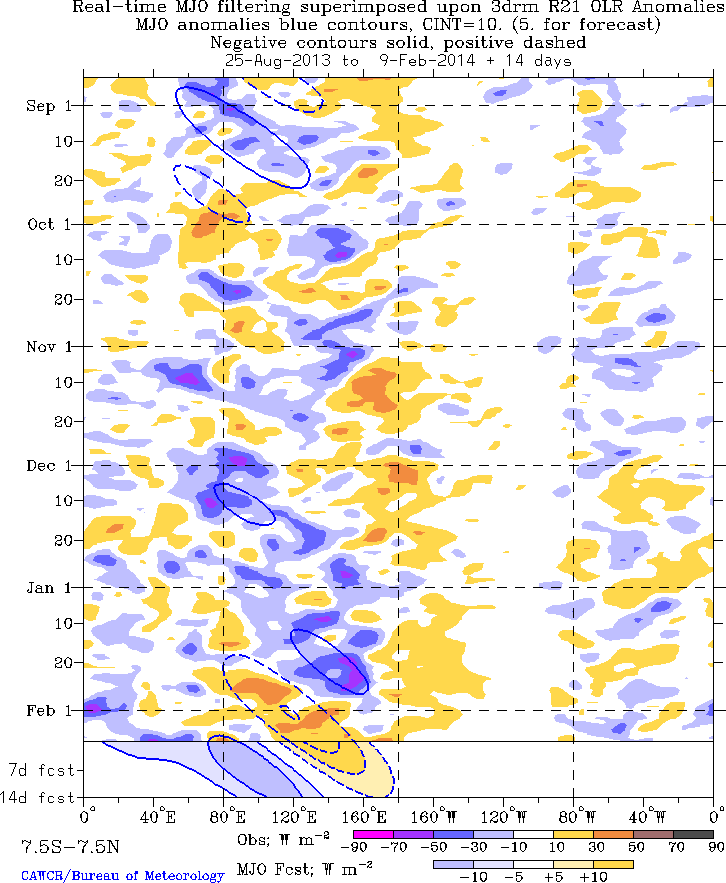 Real-time MJO filtering superimposed upon 3drm R21 OLR Anomalies
MJO anomalies blue contours, CINT=10. (5. for forecast)
Negative contours solid, positive dashed
25-Aug-2013 to 9-Feb-2014 + 14 days
Sep 1
10
20
Oct 1
10
20
Nov 1
10
20
Dec 1
10
20
Jan 1
10
20
Feb 1
7d fcst
14d fcst
0° 40°E 80°E 120°E 160°E 160°W 120°W 80°W 40°W 0°
7.5S-7.5N
Obs; W m-2
-90 -70 -50 -30 -10 10 30 50 70 90
CAWCR/Bureau of Meteorology
MJO Fcst; W m-2
-10 -5 +5 +10